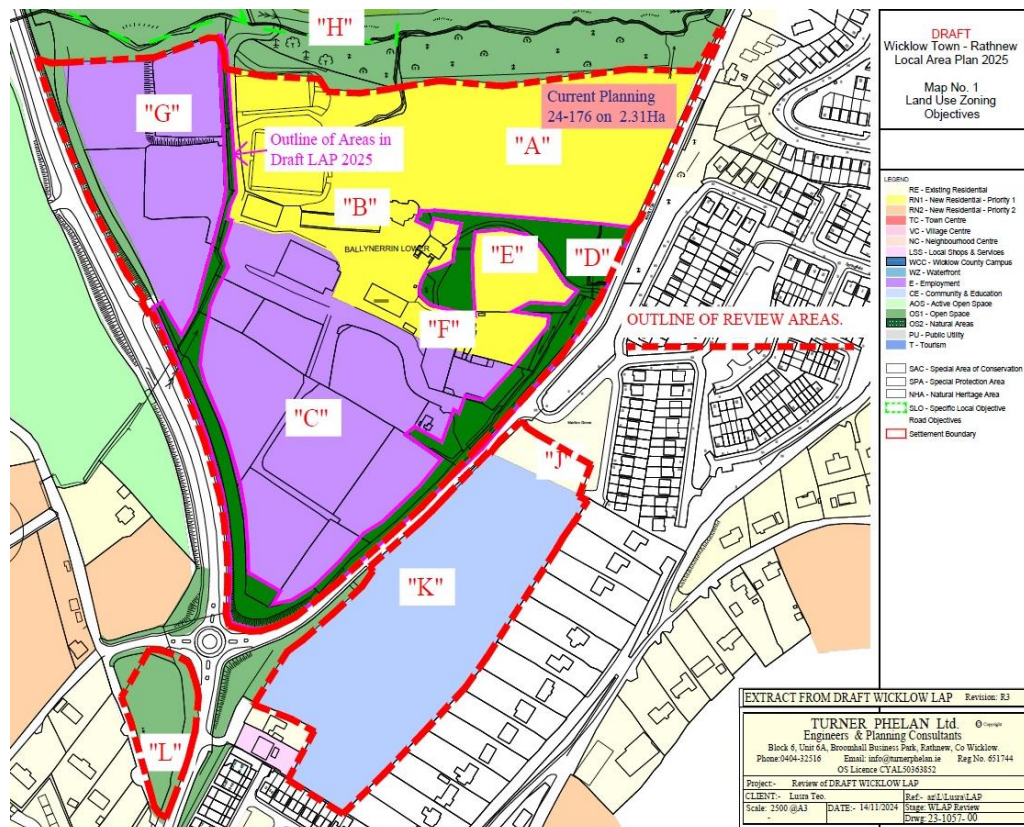 "H"
"G"
Outline of Areas in
Draft LAP 2025
Current Planning
24-176 on 2.31Ha
"A"
"B"
BALLYNERRIN LOWER
"E"
"D"
"F"
OUTLINE OF REVIEW AREAS.
"C"
"J"
"K"
"L"
DRAFT
Wicklow Town - Rathnew
Local Area Plan 2025
Map No. 1
Land Use Zoning
Objectives
LEGEND
RE - Existing Residential
RN1 - New Residential - Priority 1
RN2 - New Residential - Priority 2
TC - Town Centre
VC - Village Centre
NC - Neighbourhood Centre
LSS - Local Shops & Services
WCC - Wicklow County Campus
WZ - Waterfront
E - Employment
CE - Community & Education
AOS - Active Open Space
OS1 - Open Space
OS2 - Natural Areas
PU - Public Utility
T - Tourism
SAC - Special Area of Conservation
SPA - Special Protection Area
NHA - Natural Heritage Area
SLO - Specific Local Objective
Road Objectives
Settlement Boundary
EXTRACT FROM DRAFT WICKLOW LAP Revision: R3
TURNER PHELAN Ltd. © Copyright
Engineers & Planning Consultants
Block 6, Unit 6A, Broomhall Business Park, Rathnew, Co Wicklow.
Phone:0404-32516 Email: info@turnerphelan.ie Reg No. 651744
OS Licence CYAL50363852
Project:- Review of DRAFT WICKLOW LAP
CLIENT:- Luira Teo.
Ref:- ar\L\Luira\LAP
Scale: 2500 @A3 DATE:- 14/11/2024 Stage: WLAP Review
- Drwg: 23-1057- 00